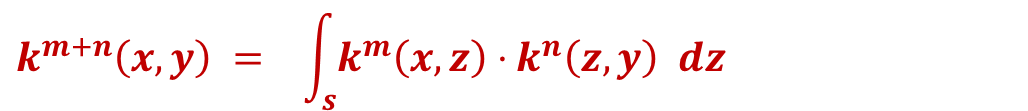 k^{m+n}(x, y) = ∫_s k^m(x, z) · k^n(z, y) dz